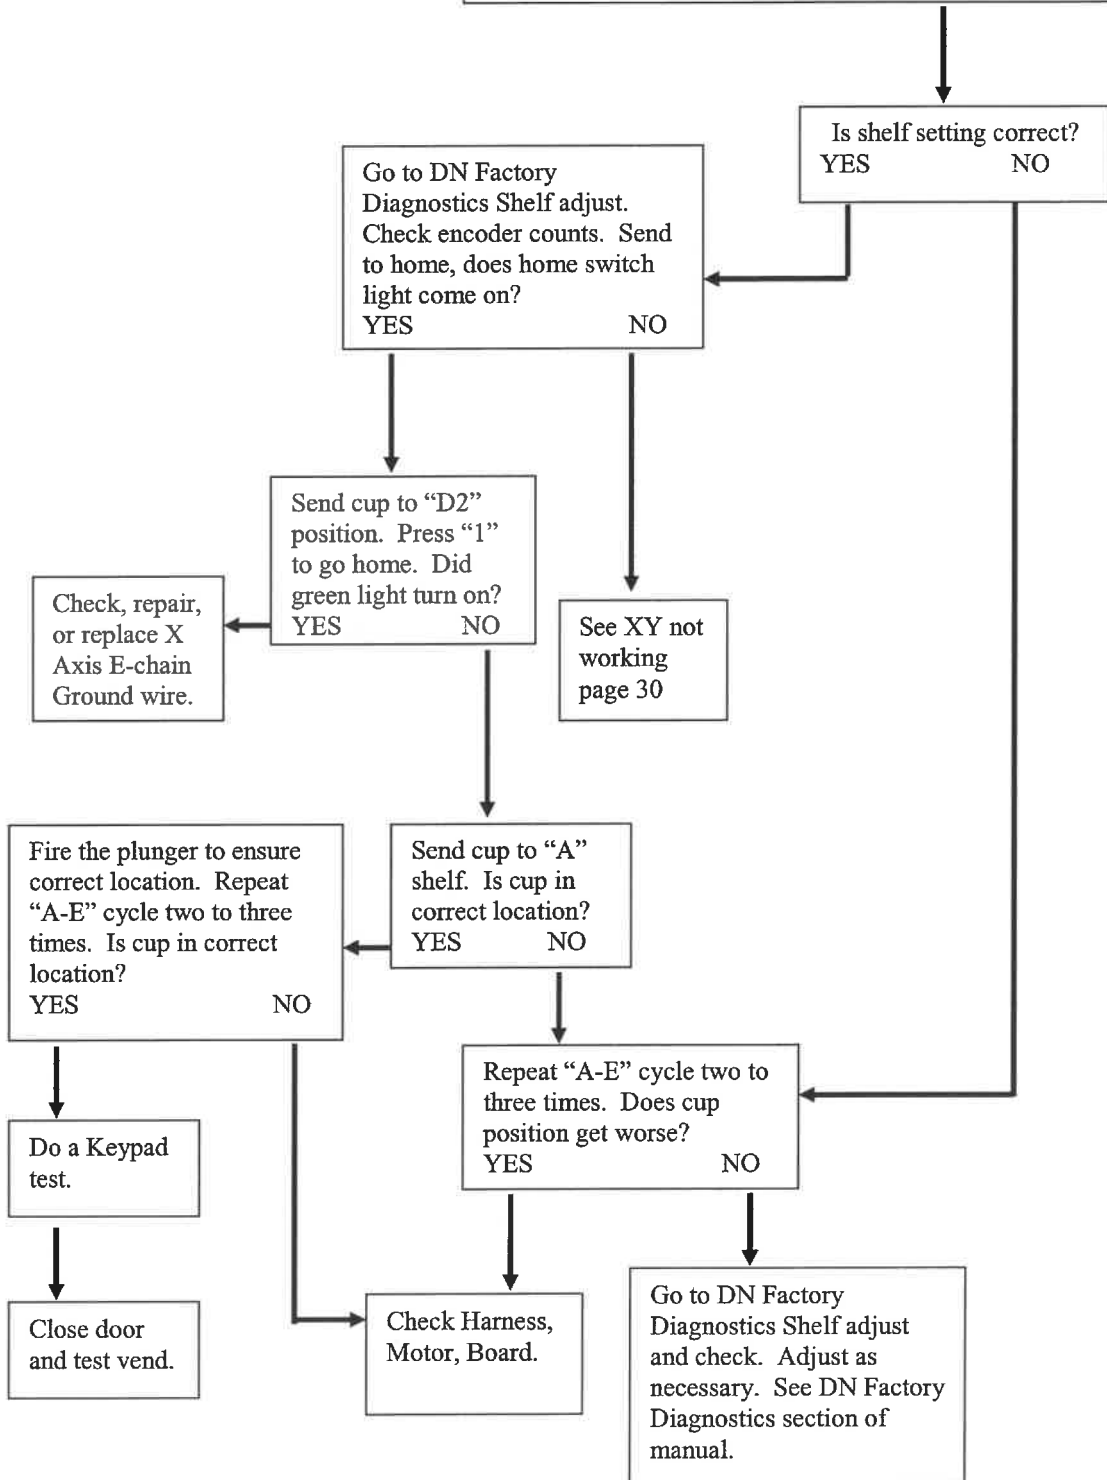 Is shelf setting correct?
YES NO
Go to DN Factory
Diagnostics Shelf adjust.
Check encoder counts. Send
to home, does home switch
light come on?
YES NO
Send cup to “D2”
position. Press “1”
to go home. Did
green light turn on?
YES NO
Check, repair,
or replace X
Axis E-chain
Ground wire.
See XY not
working
page 30
Fire the plunger to ensure
correct location. Repeat
“A-E” cycle two to three
times. Is cup in correct
location?
YES NO
Send cup to “A”
shelf. Is cup in
correct location?
YES NO
Repeat “A-E” cycle two to
three times. Does cup
position get worse?
YES NO
Do a Keypad
test.
Close door
and test vend.
Check Harness,
Motor, Board.
Go to DN Factory
Diagnostics Shelf adjust
and check. Adjust as
necessary. See DN Factory
Diagnostics section of
manual.